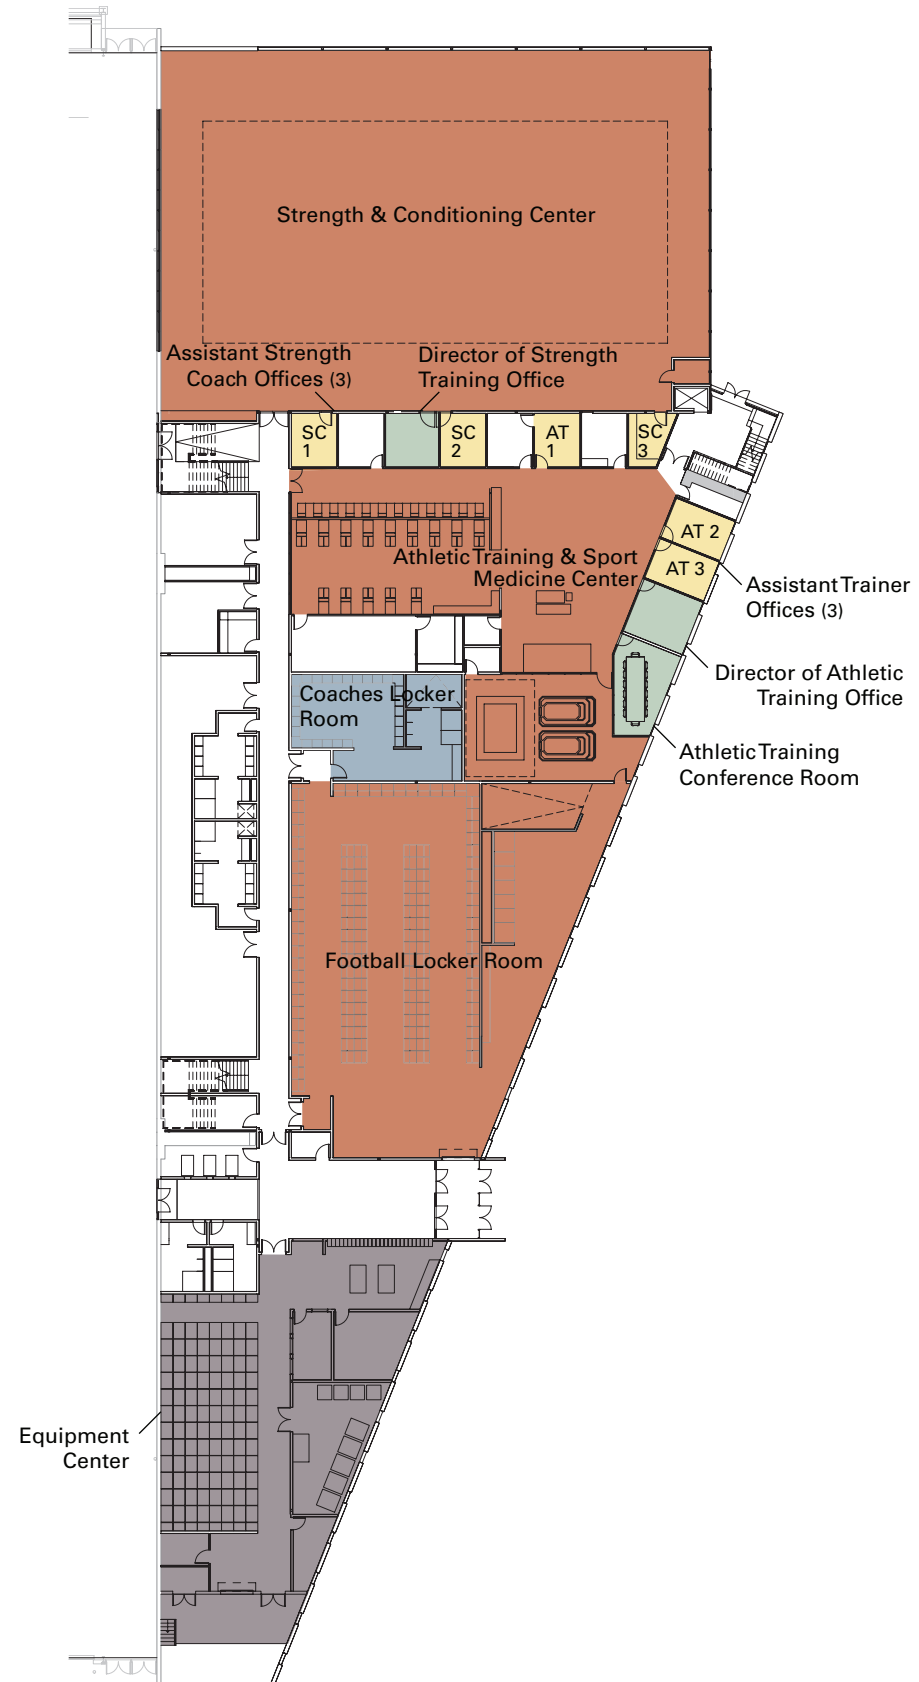 Strength & Conditioning Center
Assistant Strength
Coach Offices (3)
Director of Strength
Training Office
SC
1
SC
2
AT
1
SC
3
AT 2
AT 3
Athletic Training & Sport
Medicine Center
Assistant Trainer
Offices (3)
Director of Athletic
Training Office
Coaches Locker
Room
Athletic Training
Conference Room
Football Locker Room
Equipment
Center